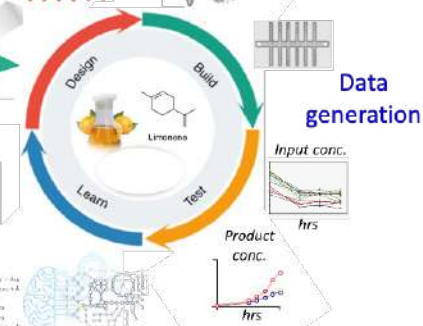 Design
Build
Data
generation
Limonene
Input conc.
Learn
Test
hrs
Product
conc.
hrs